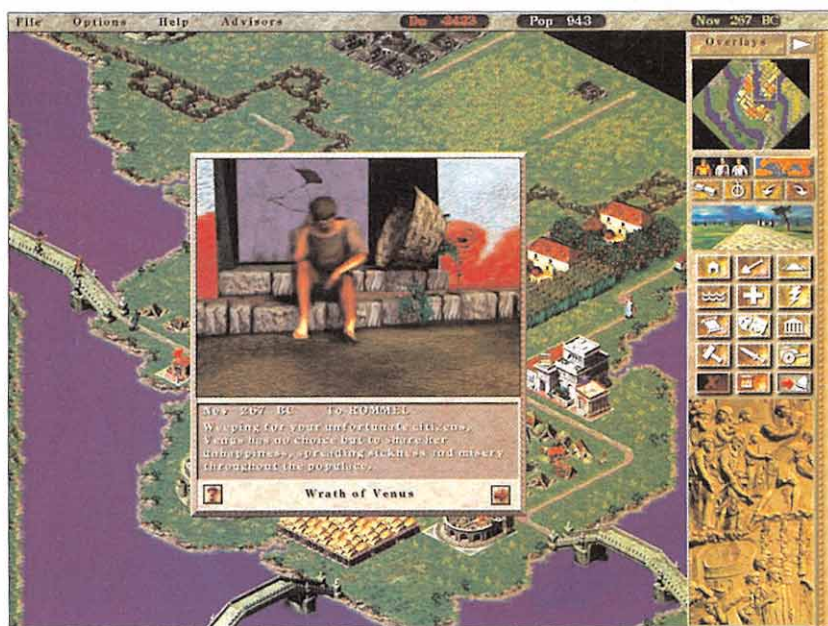 File Options Help Advisors Dn -2423 Pop 943 Nov 267 BC
Overlays
Nov 267 BC To ROMMEL
Weeping for your unfortunate citizens,
Venus has no choice but to share her
unhappiness, spreading sickness and misery
throughout the populace.
? Wrath of Venus